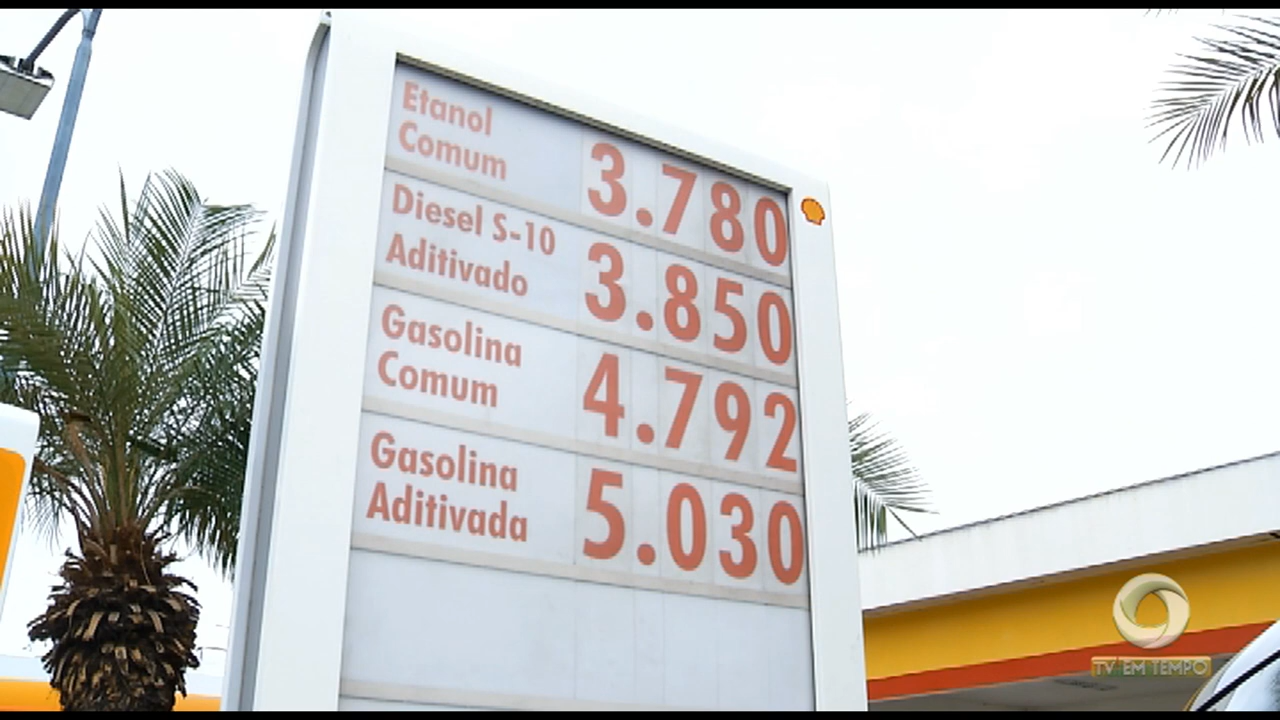 Etanol
Comum
3.780
Diesel S-10
Aditivado
3.850
Gasolina
Comum
4.792
Gasolina
Aditivada
5.030
TV EM TEMPO